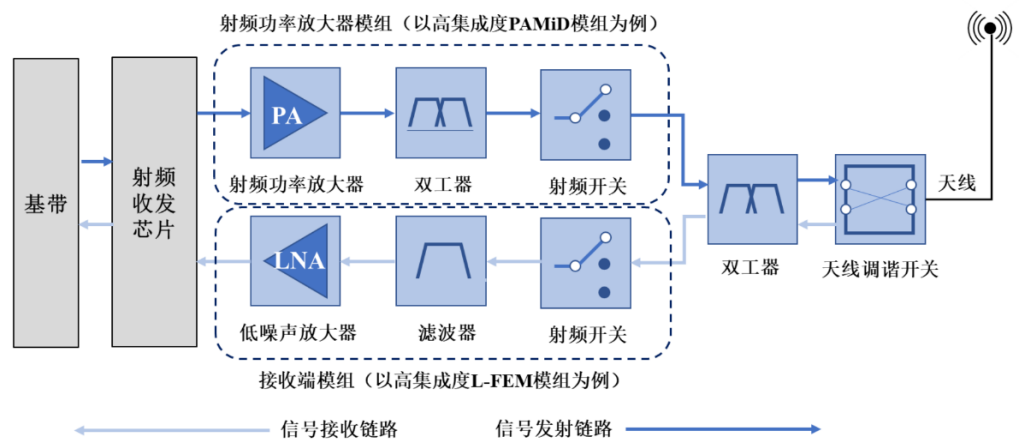 射频功率放大器模组（以高集成度PAMiD模组为例）
基带
射频
收发
芯片
PA
射频功率放大器
双工器
射频开关
LNA
低噪声放大器
滤波器
射频开关
双工器
天线调谐开关
天线
接收端模组（以高集成度L-FEM模组为例）
信号接收链路
信号发射链路